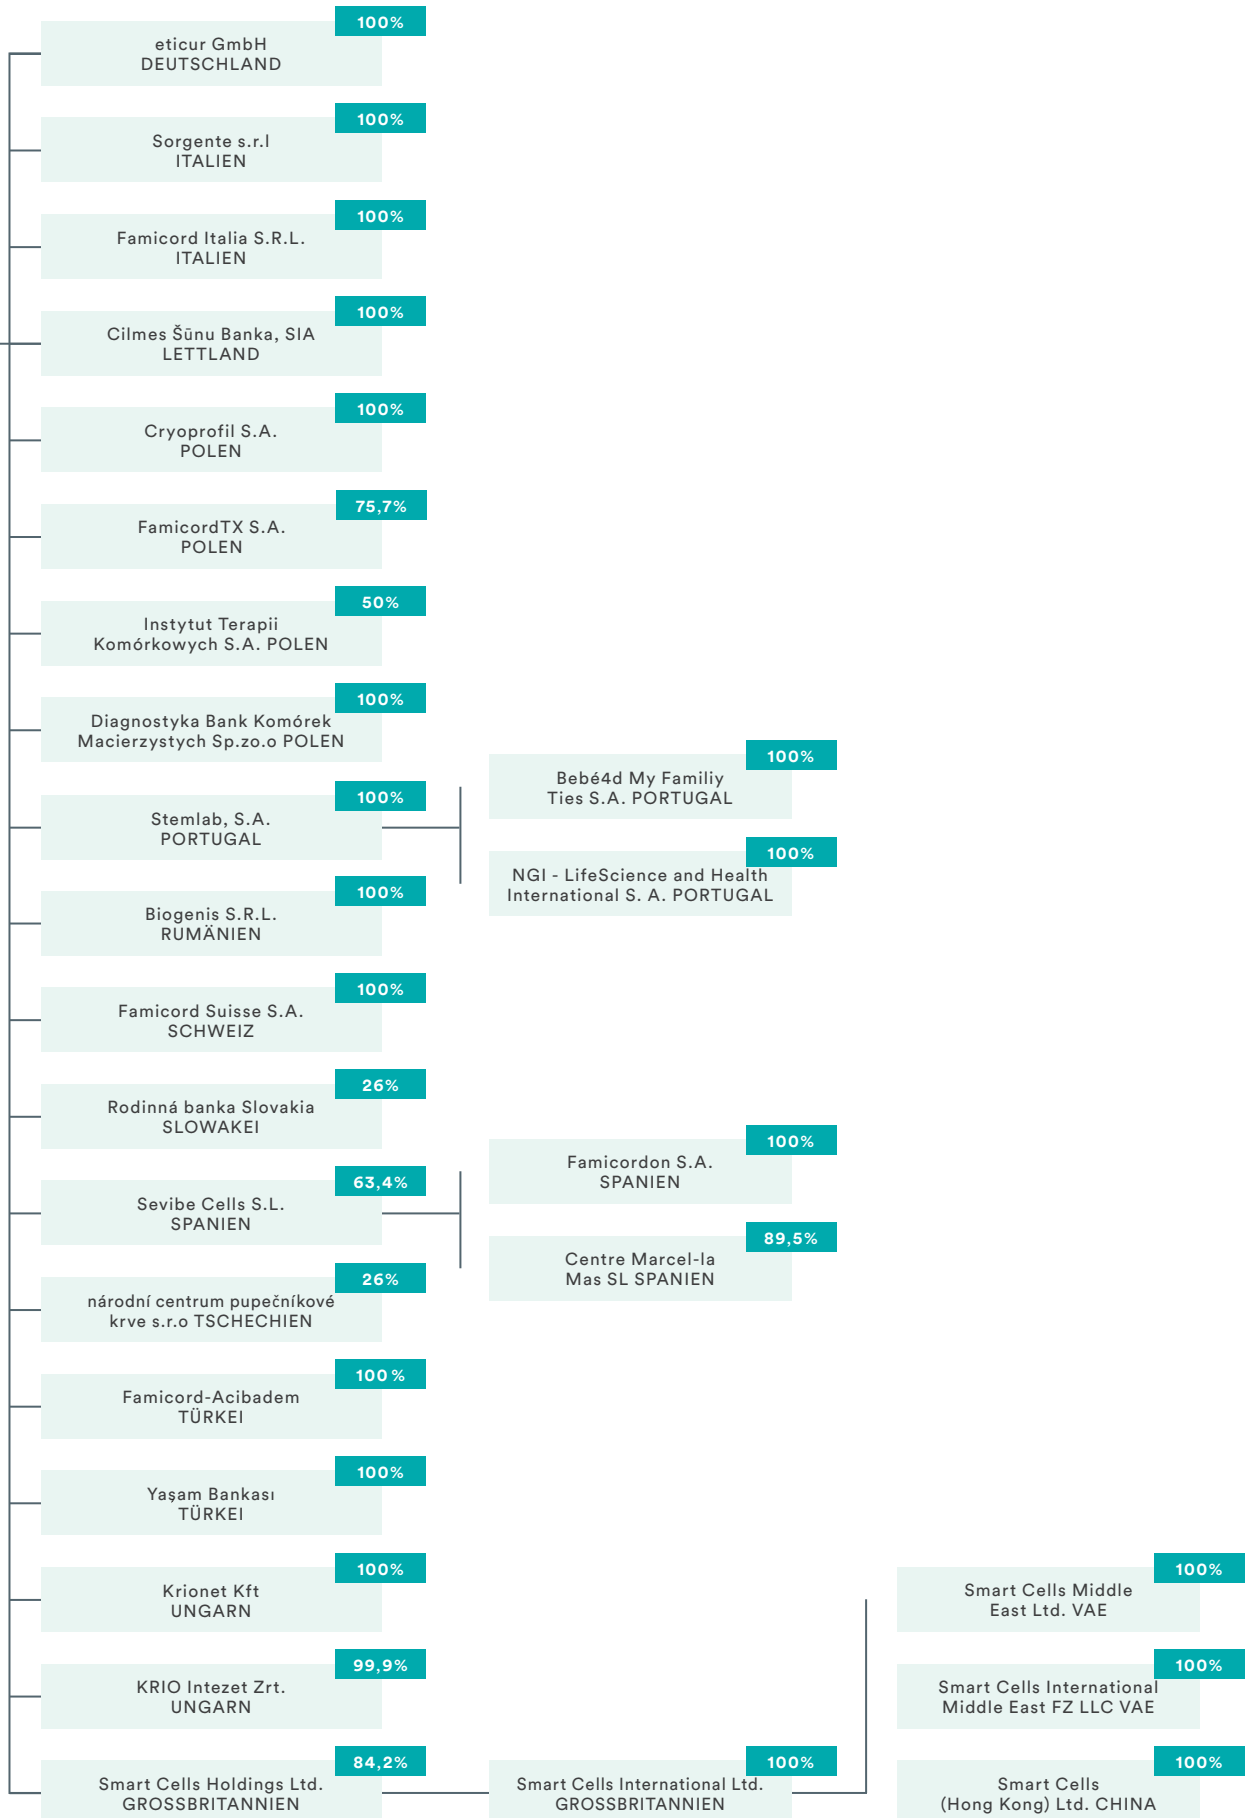 100%
eticur GmbH
DEUTSCHLAND
100%
Sorgente s.r.l
ITALIEN
100%
Famicord Italia S.R.L.
ITALIEN
100%
Cilmes Šūnu Banka, SIA
LETTLAND
100%
Cryoprofil S.A.
POLEN
75,7%
FamicordTX S.A.
POLEN
50%
Instytut Terapii
Komórkowych S.A. POLEN
100%
Diagnostyka Bank Komórek
Macierzystych Sp.zo.o POLEN
100%
Stemlab, S.A.
PORTUGAL
100%
Bebé4d My Familiy
Ties S.A. PORTUGAL
100%
NGI - LifeScience and Health
International S. A. PORTUGAL
100%
Biogenis S.R.L.
RUMÄNIEN
100%
Famicord Suisse S.A.
SCHWEIZ
26%
Rodinná banka Slovakia
SLOWAKEI
63,4%
Sevibe Cells S.L.
SPANIEN
100%
Famicordon S.A.
SPANIEN
89,5%
Centre Marcel-la
Mas SL SPANIEN
26%
národní centrum pupečníkové
krve s.r.o TSCHECHIEN
100%
Famicord-Acibadem
TÜRKEI
100%
Yaşam Bankası
TÜRKEI
100%
Krionet Kft
UNGARN
99,9%
KRIO Intezet Zrt.
UNGARN
84,2%
Smart Cells Holdings Ltd.
GROSSBRITANNIEN
100%
Smart Cells International Ltd.
GROSSBRITANNIEN
100%
Smart Cells Middle
East Ltd. VAE
100%
Smart Cells International
Middle East FZ LLC VAE
100%
Smart Cells
(Hong Kong) Ltd. CHINA